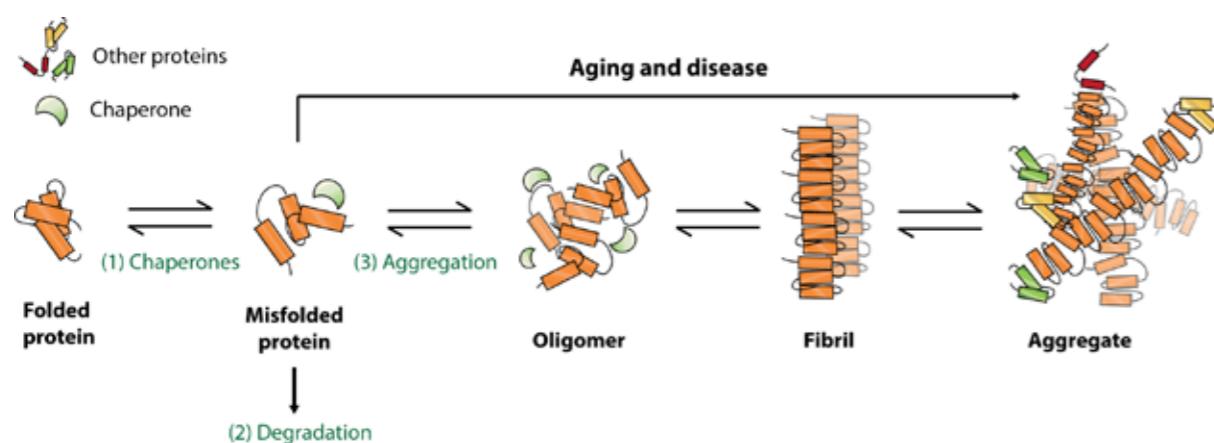 Other proteins
Chaperone
Aging and disease
(1) Chaperones
(3) Aggregation
Folded
protein
Misfolded
protein
Oligomer
Fibril
Aggregate
(2) Degradation